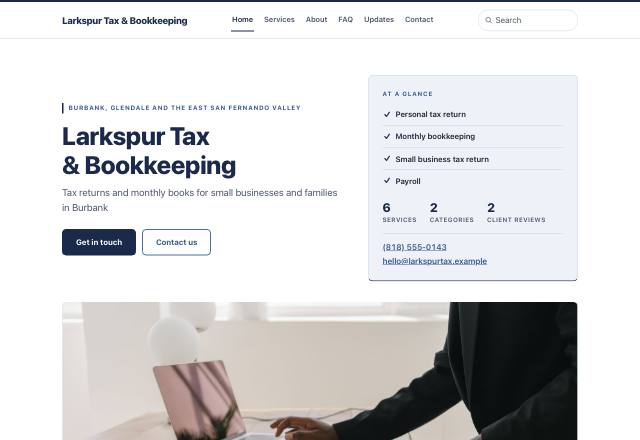 Larkspur Tax & Bookkeeping
Home Services About FAQ Updates Contact
Search
BURBANK, GLENDALE AND THE EAST SAN FERNANDO VALLEY
Larkspur Tax
& Bookkeeping
Tax returns and monthly books for small businesses and families
in Burbank
Get in touch Contact us
AT A GLANCE
Personal tax return
Monthly bookkeeping
Small business tax return
Payroll
6 2 2
SERVICES CATEGORIES CLIENT REVIEWS
(818) 555-0143
hello@larkspurtax.example